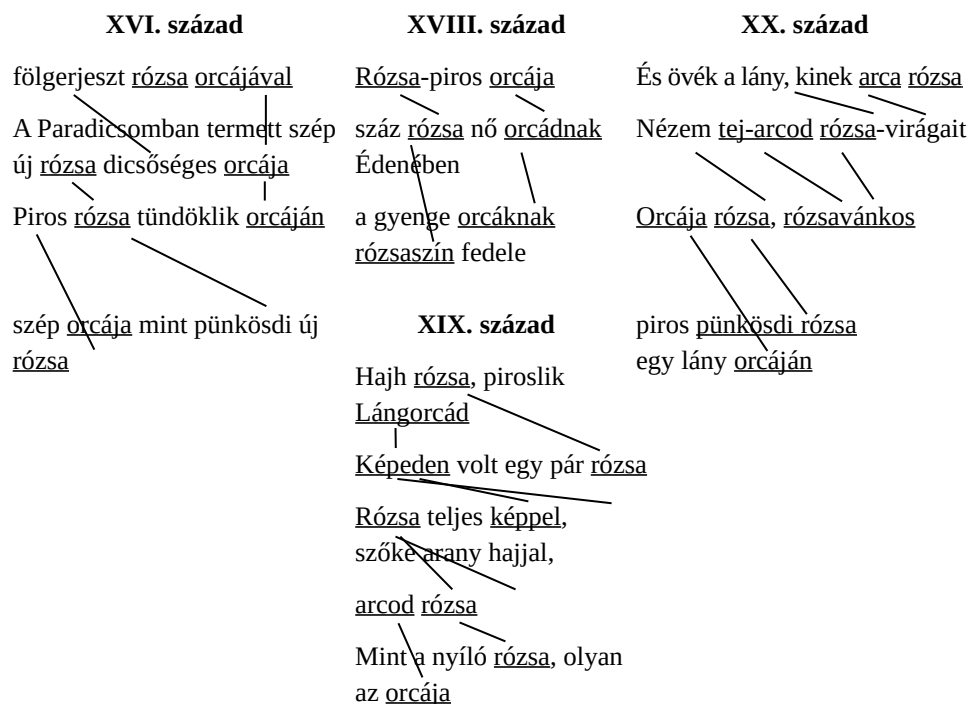 XVI. század
fölgerjeszt rózsa orcájával
A Paradicsomban termett szép
új rózsa dicsőséges orcája
Piros rózsa tündöklik orcáján
szép orcája mint pünkösdi új
rózsa
XVIII. század
Rózsa-piros orcája
száz rózsa nő orcádnak
Édenében
a gyenge orcáknak
rózsaszín fedele
XIX. század
Hajh rózsa, piroslik
Lángorcád
Képeden volt egy pár rózsa
Rózsa teljes képpel,
szőke arany hajjal,
arcod rózsa
Mint a nyíló rózsa, olyan
az orcája
XX. század
És övék a lány, kinek arca rózsa
Nézem tej-arcod rózsa-virágait
Orcája rózsa, rózsavánkos
piros pünkösdi rózsa
egy lány orcáján